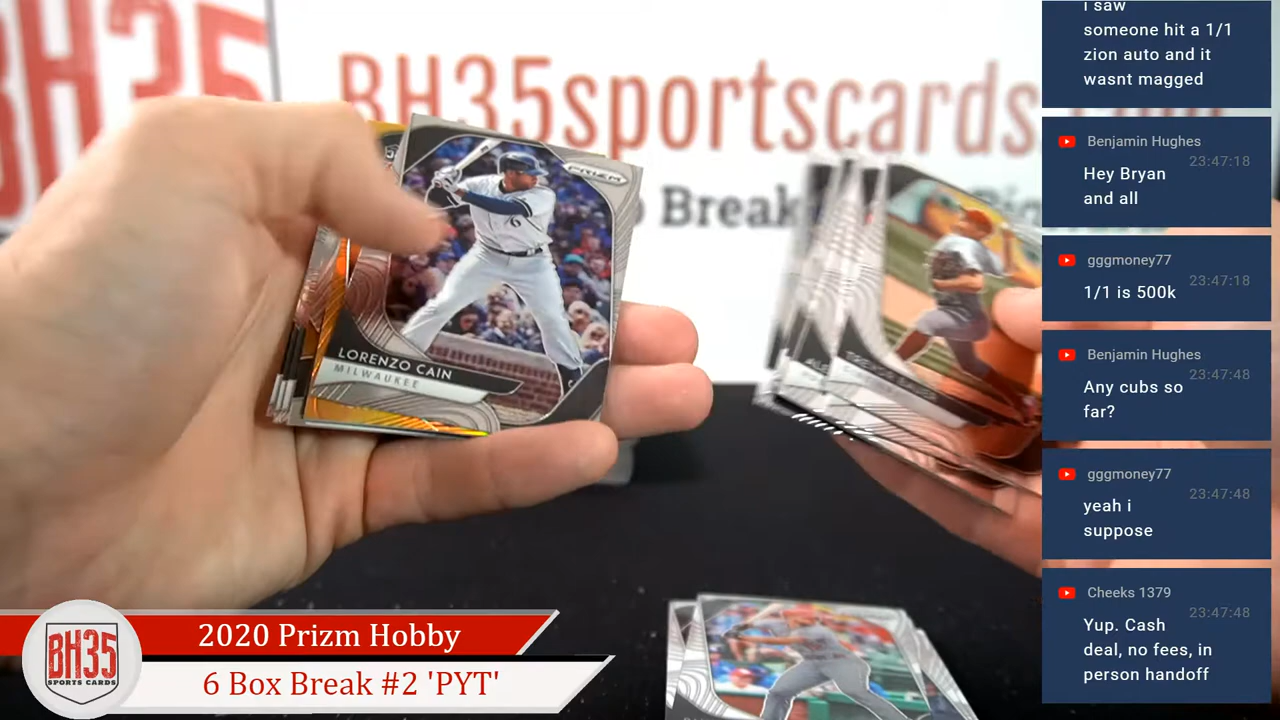 BH35
BH35sportscards
Break
PRIZM
LORENZO CAIN
MILWAUKEE
i saw
someone hit a 1/1
zion auto and it
wasnt magged
Benjamin Hughes
23:47:18
Hey Bryan
and all
gggmoney77
23:47:18
1/1 is 500k
Benjamin Hughes
23:47:48
Any cubs so
far?
gggmoney77
23:47:48
yeah i
suppose
Cheeks 1379
23:47:48
Yup. Cash
deal, no fees, in
person handoff
BH35
SPORTS CARDS
2020 Prizm Hobby
6 Box Break #2 'PYT'